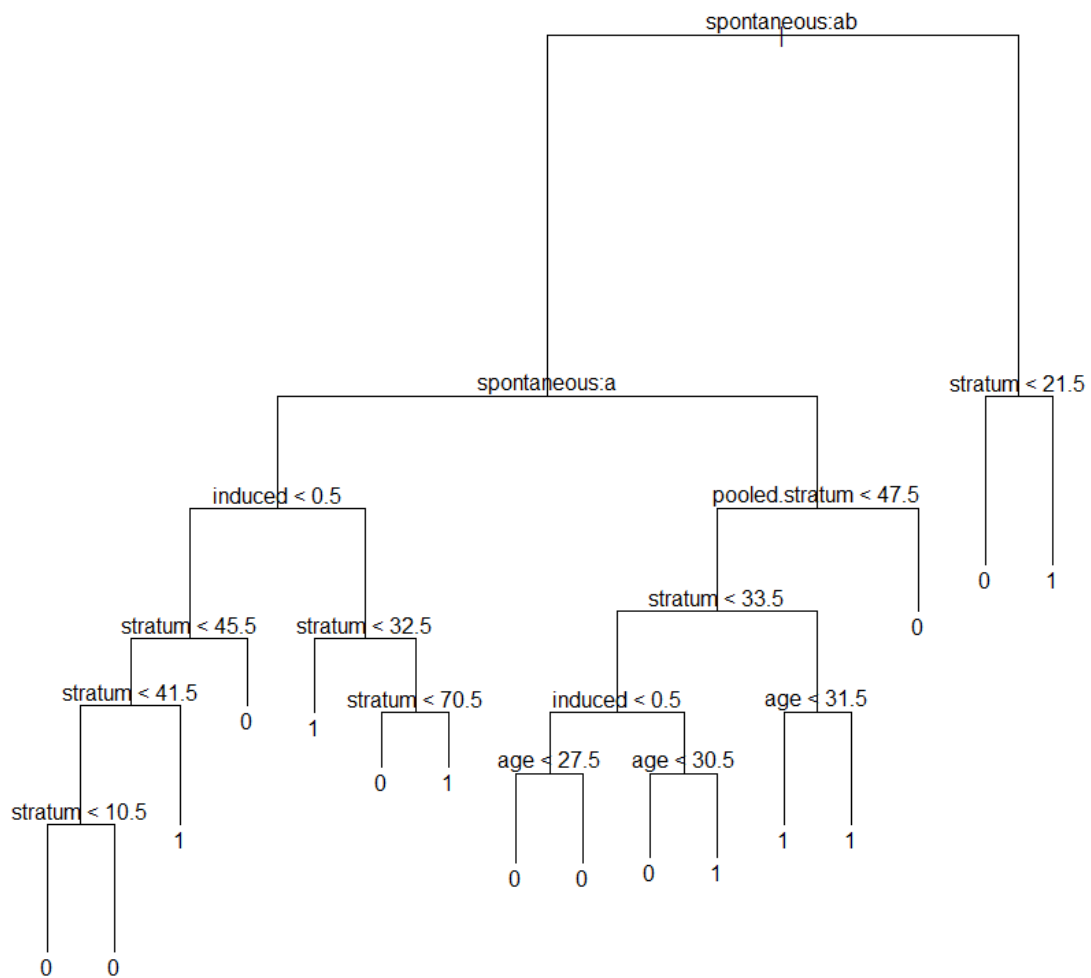 spontaneous:ab
spontaneous:a
stratum < 21.5
induced < 0.5
pooled.stratum < 47.5
0
1
stratum < 33.5
stratum < 45.5
stratum < 32.5
0
stratum < 41.5
0
1
stratum < 70.5
induced < 0.5
age < 31.5
age < 27.5
age < 30.5
0
1
stratum < 10.5
1
1
1
0
0
0
1
0
0